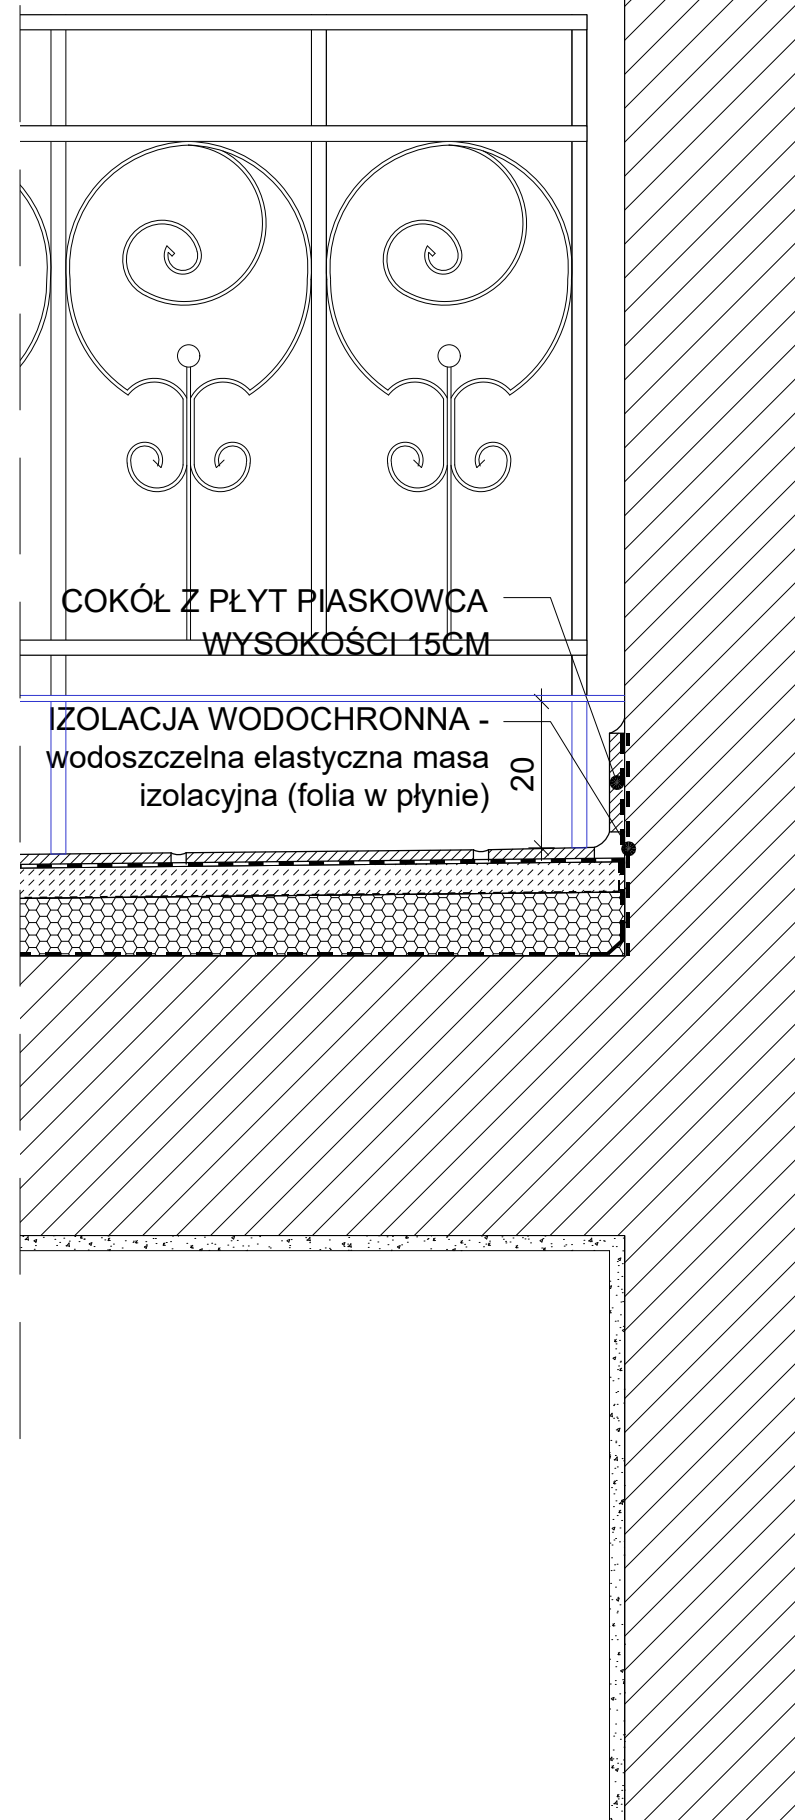 COKÓŁ Z PŁYT PIASKOWCA
WYSOKOŚCI 15CM
IZOLACJA WODOCHRONNA -
wodoszczelna elastyczna masa
izolacyjna (folia w płynie)
20